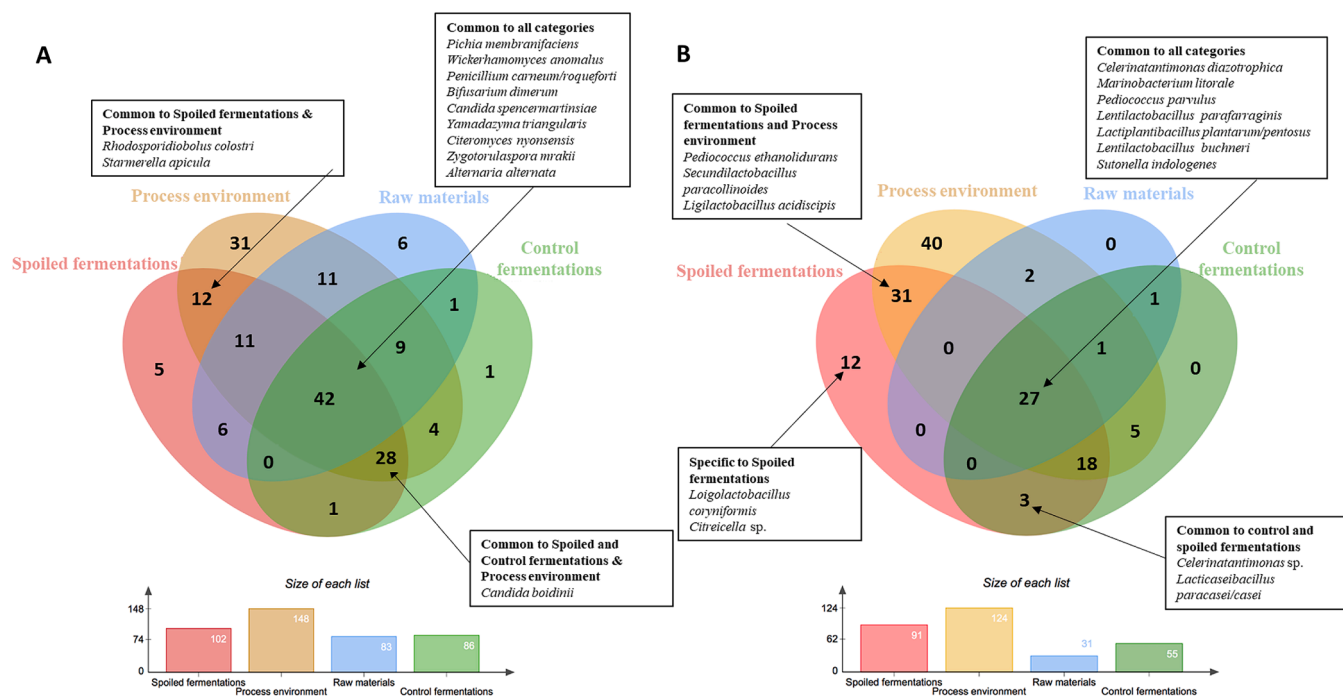 A
Common to all categories
Pichia membranifaciens
Wickerhamomyces anomalus
Penicillium carneum/roqueforti
Bifusarium dimerum
Candida spencermartinsiae
Yamadazyma triangularis
Citeromyces nyonsensis
Zygotorulaspora mrakii
Alternaria alternata
Common to Spoiled fermentations &
Process environment
Rhodosporidiobolus colostri
Starmerella apicula
Process environment
Raw materials
Spoiled fermentations
Control
fermentations
31
6
12
11
1
11
9
5
1
42
6
4
0
28
1
Common to Spoiled and
Control fermentations &
Process environment
Candida boidinii
Size of each list
148
74
0
102
148
83
86
Spoiled fermentations
Process environment
Raw materials
Control fermentations
B
Common to all categories
Celerinatantimonas diazotrophica
Marinobacterium litorale
Pediococcus parvulus
Lentilactobacillus parafarraginis
Lactiplantibacillus plantarum/pentosus
Lentilactobacillus buchneri
Sutonella indologenes
Common to Spoiled
fermentations and Process
environment
Pediococcus ethanolidurans
Secundilactobacillus
paracollinoides
Ligilactobacillus acidiscipis
Process environment
Raw materials
Spoiled fermentations
Control
fermentations
40
0
31
2
1
0
1
12
0
27
0
5
0
18
3
Specific to Spoiled
fermentations
Loigolactobacillus
coryniformis
Citreicella sp.
Common to control and
spoiled fermentations
Celerinatantimonas sp.
Lacticaseibacillus
paracasei/casei
Size of each list
124
62
0
91
124
31
55
Spoiled fermentations
Process environment
Raw materials
Control fermentations